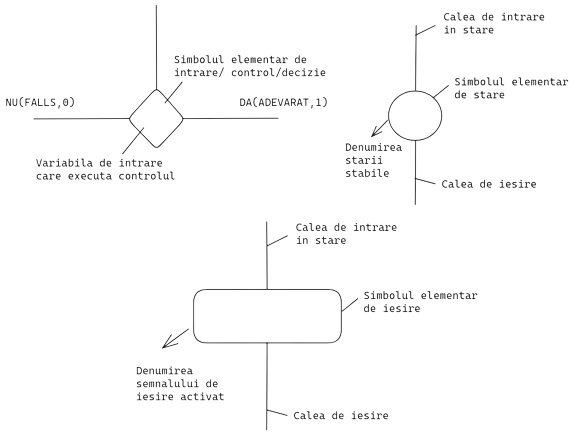 Simbolul elementar de
intrare/ control/decizie
NU(FALLS,0)
DA(ADEVARAT,1)
Variabila de intrare
care executa controlul
Calea de intrare
in stare
Simbolul elementar
de stare
Denumirea
starii
stabile
Calea de iesire
Calea de intrare
in stare
Simbolul elementar
de iesire
Denumirea
semnalului de
iesire activat
Calea de iesire